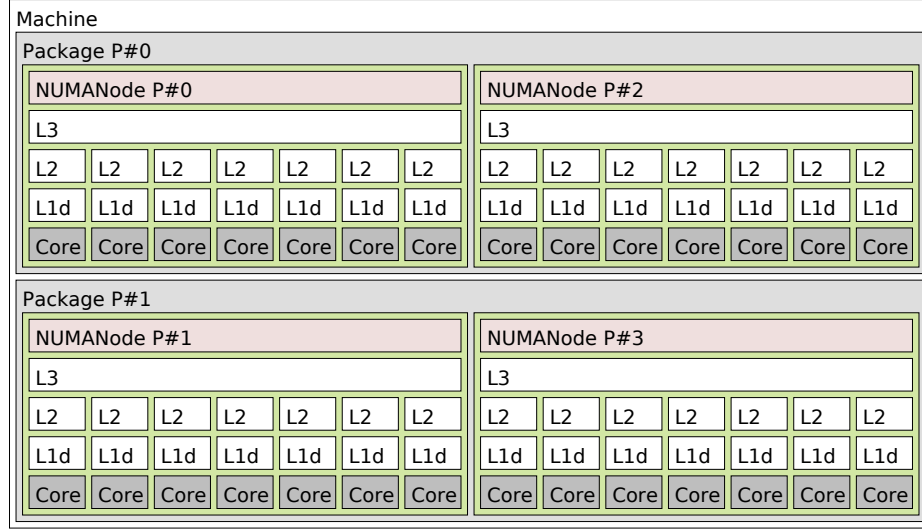 Machine
Package P#0
NUMANode P#0 NUMANode P#2
L3 L3
L2 L2 L2 L2 L2 L2 L2 L2 L2 L2 L2 L2 L2 L2
L1d L1d L1d L1d L1d L1d L1d L1d L1d L1d L1d L1d L1d L1d
Core Core Core Core Core Core Core Core Core Core Core Core Core Core
Package P#1
NUMANode P#1 NUMANode P#3
L3 L3
L2 L2 L2 L2 L2 L2 L2 L2 L2 L2 L2 L2 L2 L2
L1d L1d L1d L1d L1d L1d L1d L1d L1d L1d L1d L1d L1d L1d
Core Core Core Core Core Core Core Core Core Core Core Core Core Core